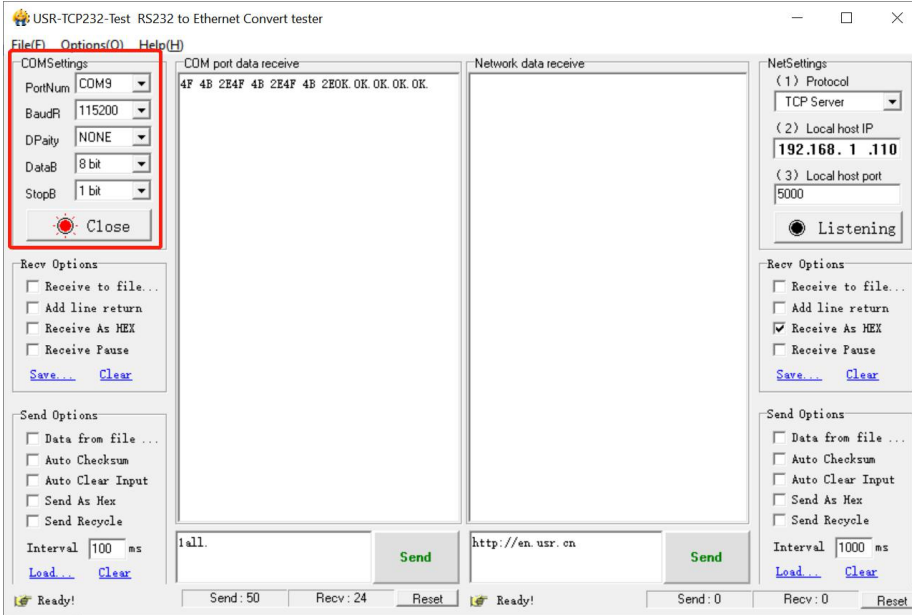 USR-TCP232-Test RS232 to Ethernet Convert tester
File(F) Options(O) Help(H)
COMSettings
PortNum COM9
BaudR 115200
DPaity NONE
DataB 8 bit
StopB 1 bit
Close
Recv Options
Receive to file...
Add line return
Receive As HEX
Receive Pause
Save... Clear
Send Options
Data from file ...
Auto Checksum
Auto Clear Input
Send As Hex
Send Recycle
Interval 100 ms
Load... Clear
Ready!
COM port data receive
4F 4B 2E4F 4B 2E4F 4B 2E0K.OK.OK.OK.OK.
1all.
Send
Send : 50 Recv : 24 Reset
Network data receive
http://en.usr.cn
Send
Ready!
Send : 0 Recv : 0 Reset
NetSettings
(1) Protocol
TCP Server
(2) Local host IP
192.168. 1 .110
(3) Local host port
5000
Listening
Recv Options
Receive to file...
Add line return
Receive As HEX
Receive Pause
Save... Clear
Send Options
Data from file ...
Auto Checksum
Auto Clear Input
Send As Hex
Send Recycle
Interval 1000 ms
Load... Clear